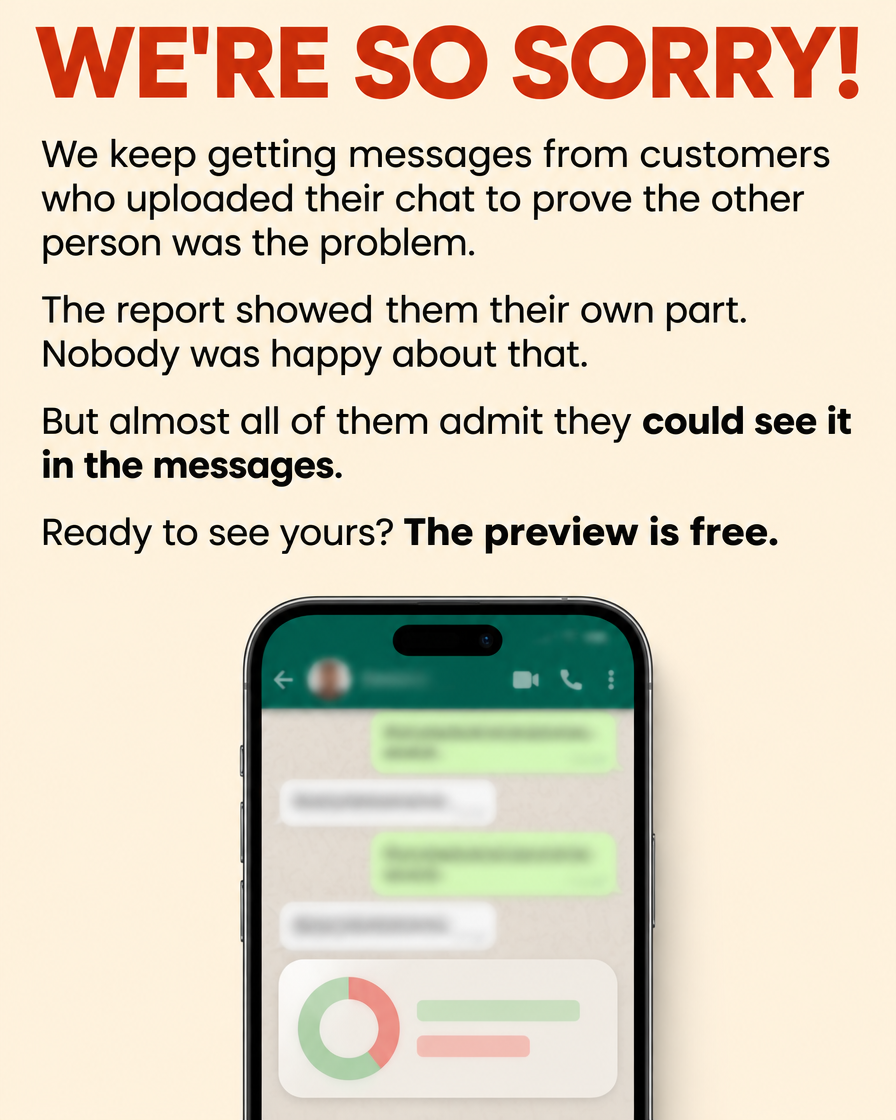 WE'RE SO SORRY!
We keep getting messages from customers
who uploaded their chat to prove the other
person was the problem.
The report showed them their own part.
Nobody was happy about that.
But almost all of them admit they could see it
in the messages.
Ready to see yours? The preview is free.